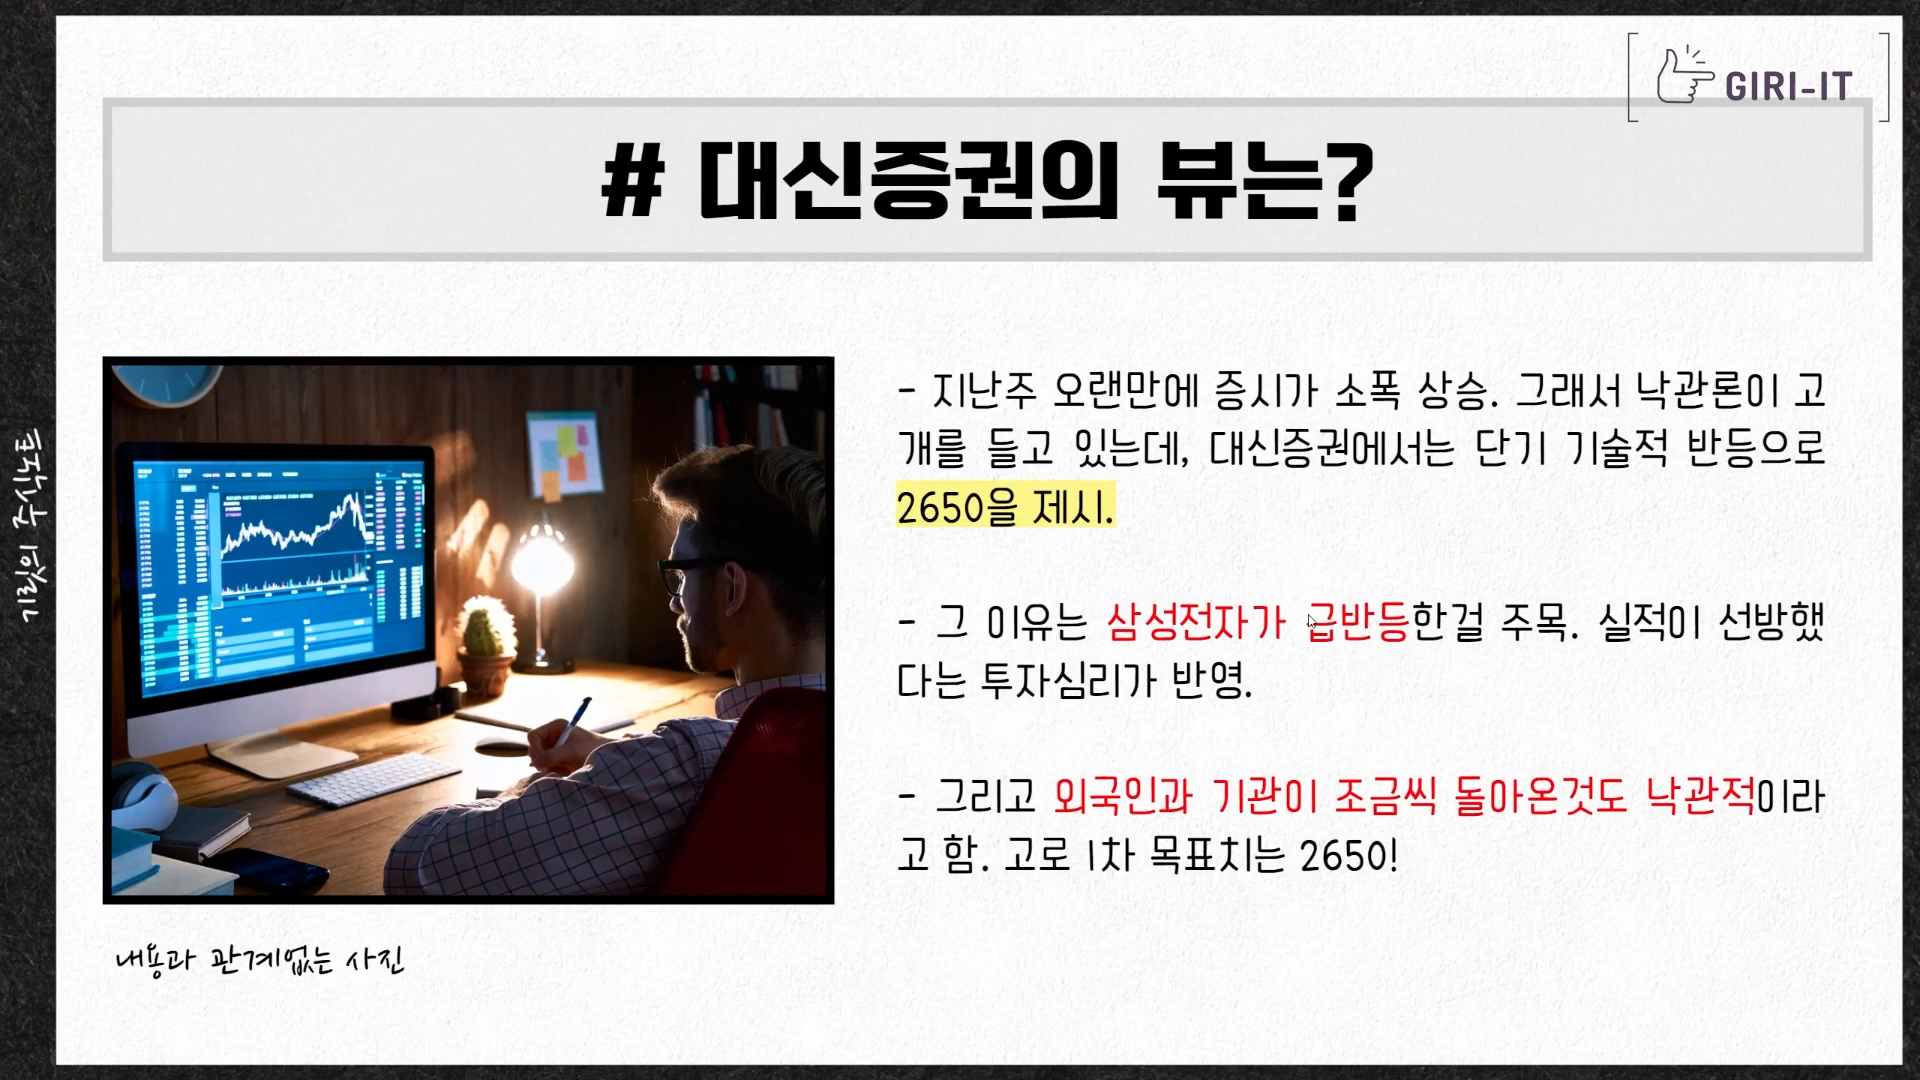 GIRI-IT
# 대신증권의 뷰는?
- 지난주 오랜만에 증시가 소폭 상승. 그래서 낙관론이 고
개를 들고 있는데, 대신증권에서는 단기 기술적 반등으로
2650을 제시.
- 그 이유는 삼성전자가 급반등한걸 주목. 실적이 선방했
다는 투자심리가 반영.
- 그리고 외국인과 기관이 조금씩 돌아온것도 낙관적이라
고 함. 고로 1차 목표치는 2650!
내용과 관계없는 사진
기릿의 주식노트